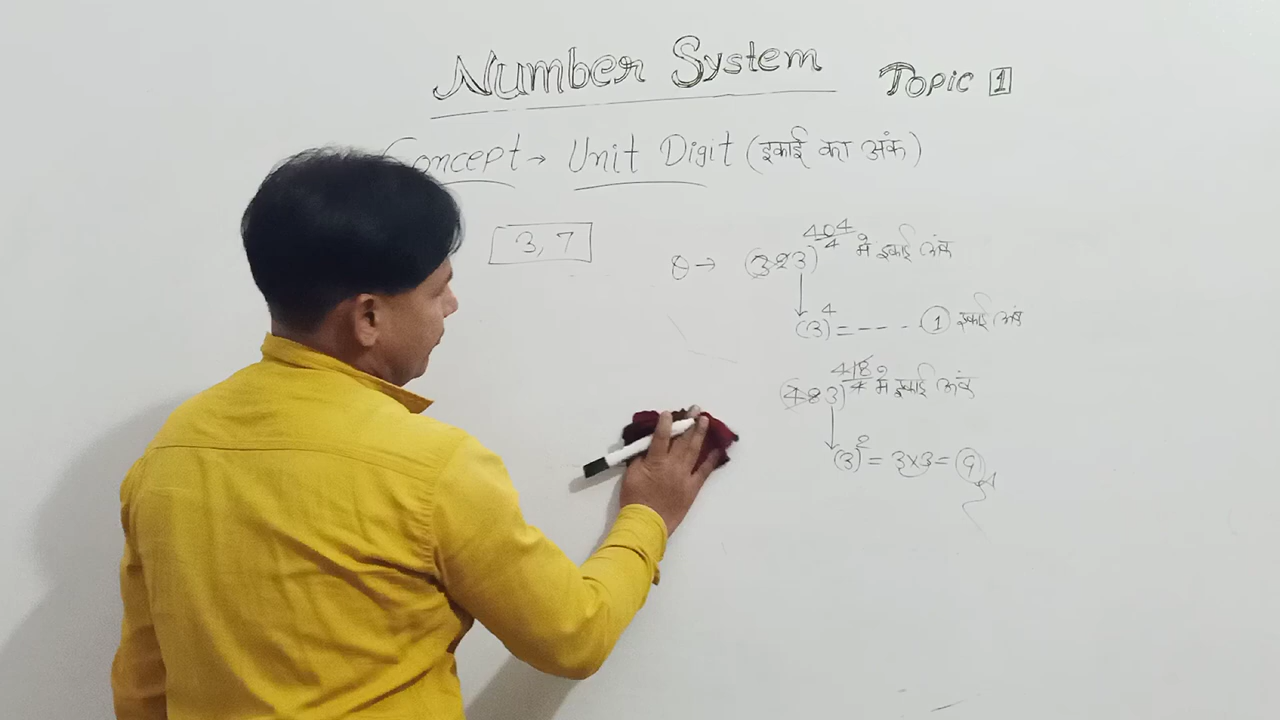 Number System Topic 1
Concept → Unit Digit (इकाई का अंक)
3, 7
Q → (323)^404/4 में इकाई अंक
(3)^4 = --- 1 इकाई अंक
(483)^418/4 में इकाई अंक
(3)^2 = 3×3 = 9